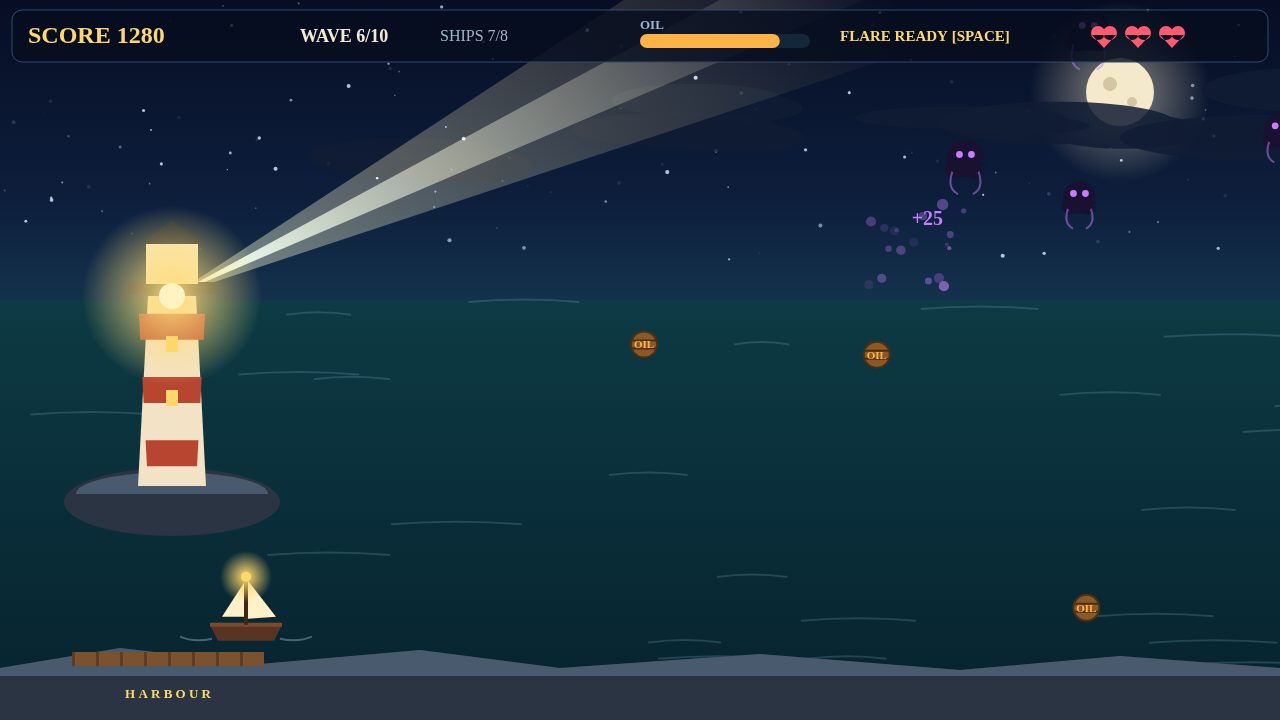 SCORE 1280
WAVE 6/10
SHIPS 7/8
OIL
FLARE READY [SPACE]
+25
OIL
OIL
OIL
HARBOUR